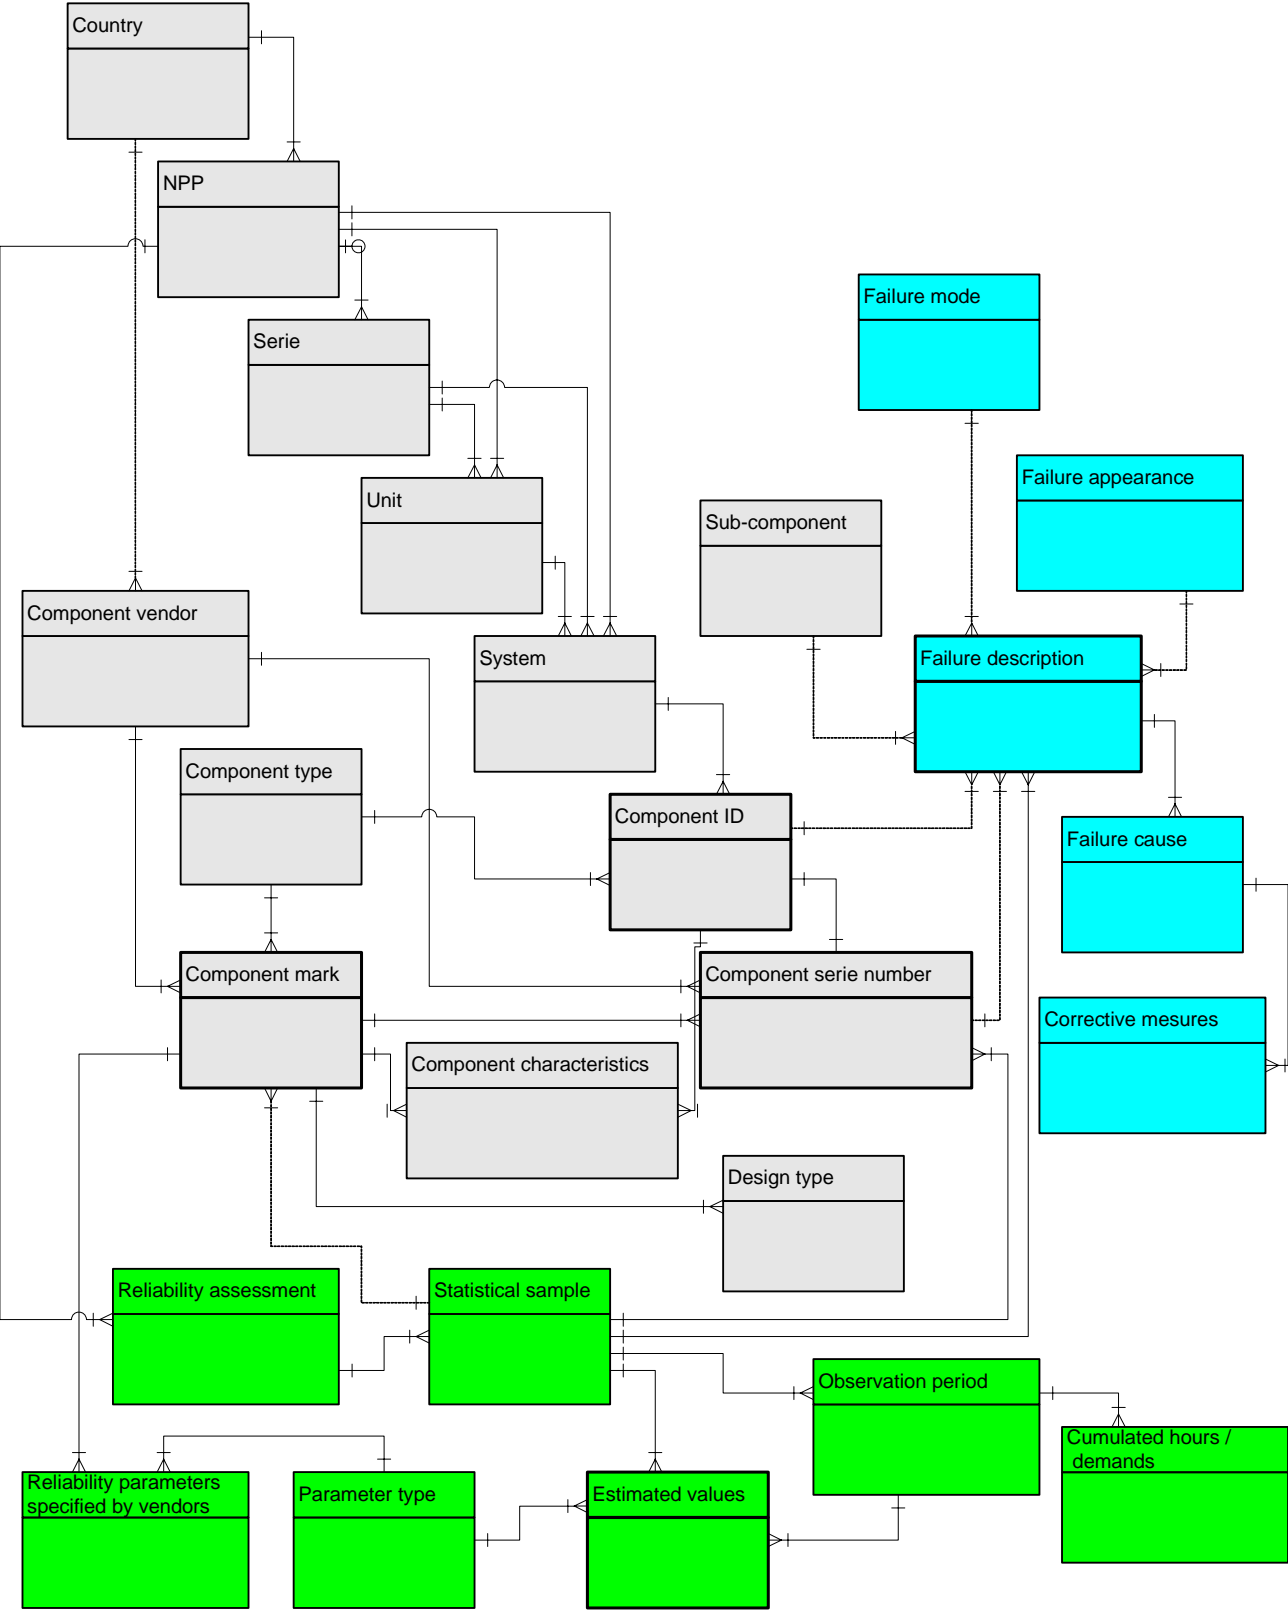 Country
NPP
Failure mode
Serie
Failure appearance
Unit
Sub-component
Component vendor
System
Failure description
Component type
Component ID
Failure cause
Component mark
Component serie number
Corrective mesures
Component characteristics
Design type
Reliability assessment
Statistical sample
Observation period
Cumulated hours /
demands
Reliability parameters
specified by vendors
Parameter type
Estimated values